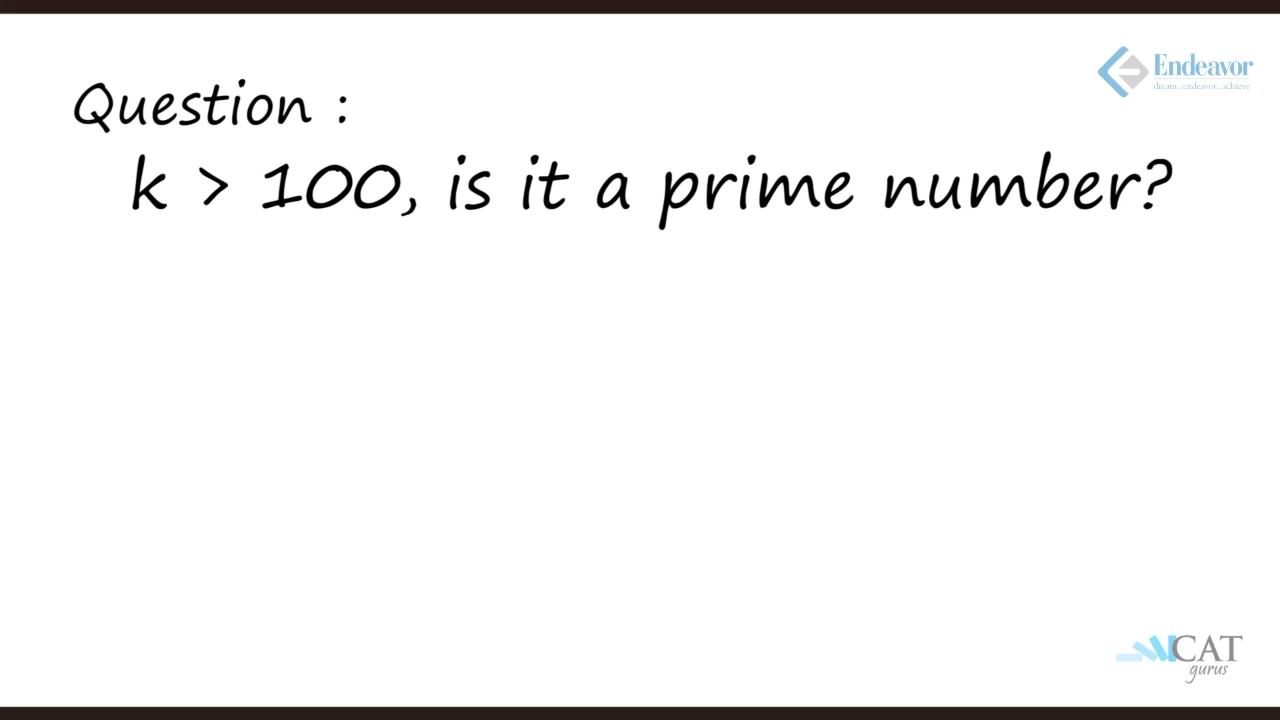 Endeavor
dream...endeavor...achieve
Question :
k > 100, is it a prime number?
CAT
gurus